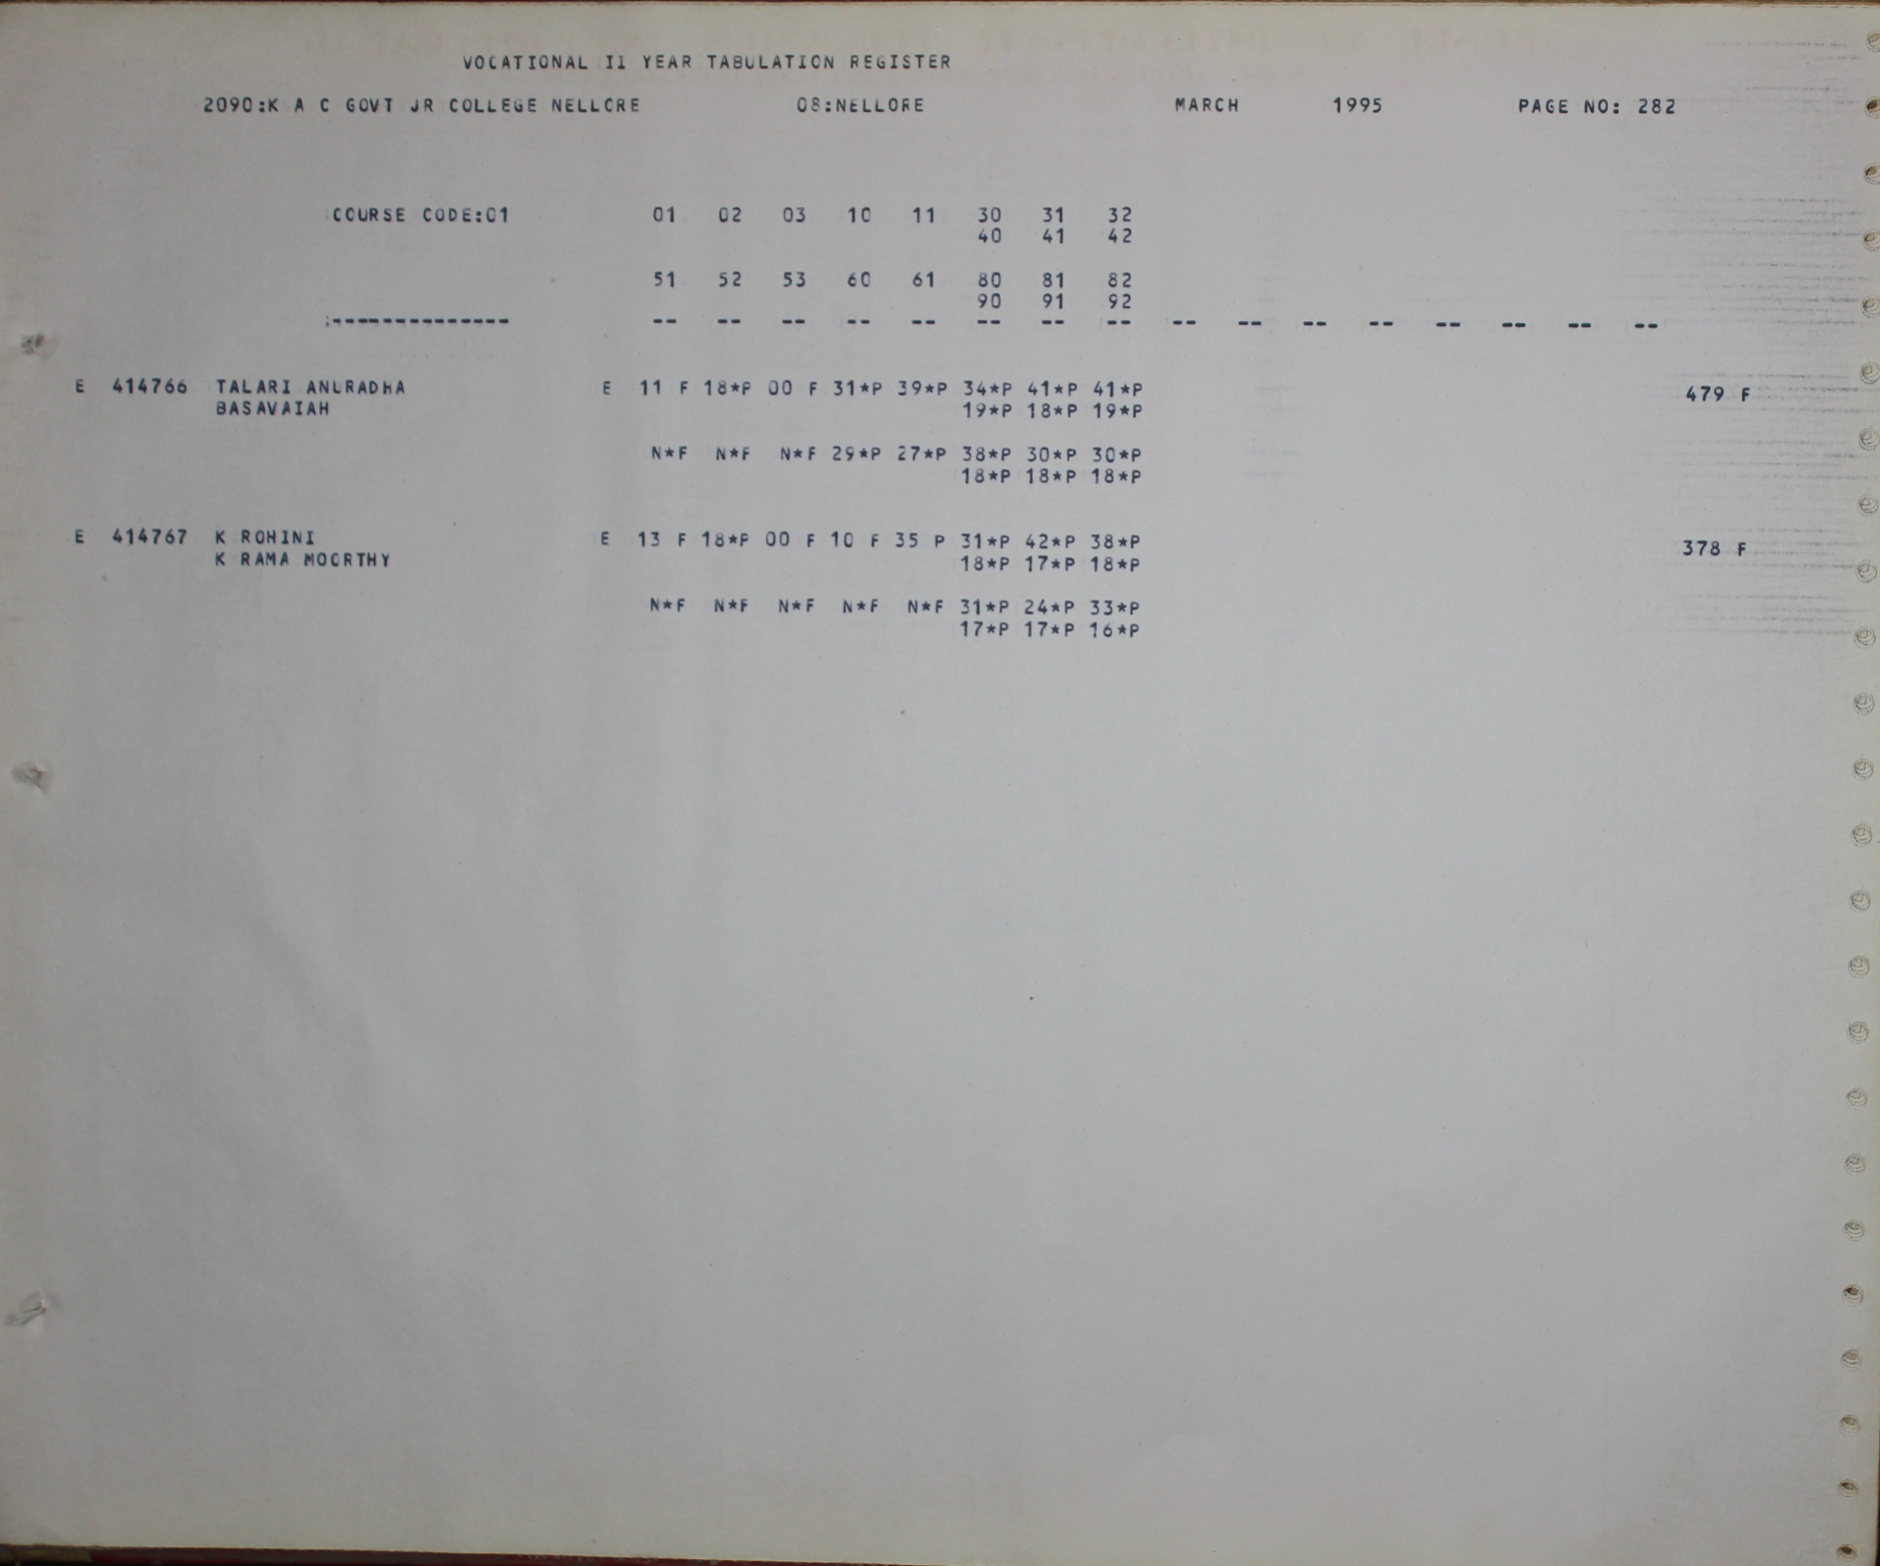 VOCATIONAL II YEAR TABULATION REGISTER
2090:K A C GOVT JR COLLEGE NELLORE 08:NELLORE MARCH 1995 PAGE NO: 282
COURSE CODE:01 01 02 03 10 11 30 31 32
40 41 42
51 52 53 60 61 80 81 82
90 91 92
:-------------- -- -- -- -- -- -- -- -- -- -- -- -- -- -- -- --
E 414766 TALARI ANURADHA E 11 F 18*P 00 F 31*P 39*P 34*P 41*P 41*P 479 F
BASAVAIAH 19*P 18*P 19*P
N*F N*F N*F 29*P 27*P 38*P 30*P 30*P
18*P 18*P 18*P
E 414767 K ROHINI E 13 F 18*P 00 F 10 F 35 P 31*P 42*P 38*P 378 F
K RAMA MOORTHY 18*P 17*P 18*P
N*F N*F N*F N*F N*F 31*P 24*P 33*P
17*P 17*P 16*P